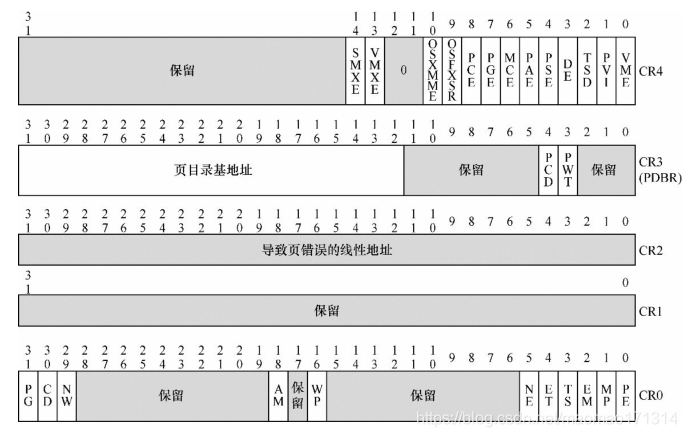 31 14 13 12 11 10 9 8 7 6 5 4 3 2 1 0
保留 SMXE VMXE 0 OSXMME OSFXSR PCE PGE MCE PAE PSE DE TSD PVI VME CR4
31 30 29 28 27 26 25 24 23 22 21 20 19 18 17 16 15 14 13 12 11 10 9 8 7 6 5 4 3 2 1 0
页目录基地址 保留 PCD PWT 保留 CR3
(PDBR)
31 30 29 28 27 26 25 24 23 22 21 20 19 18 17 16 15 14 13 12 11 10 9 8 7 6 5 4 3 2 1 0
导致页错误的线性地址 CR2
31 0
保留 CR1
31 30 29 28 27 26 25 24 23 22 21 20 19 18 17 16 15 14 13 12 11 10 9 8 7 6 5 4 3 2 1 0
PG CD NW 保留 AM 保留 WP 保留 NE ET TS EM MP PE CR0